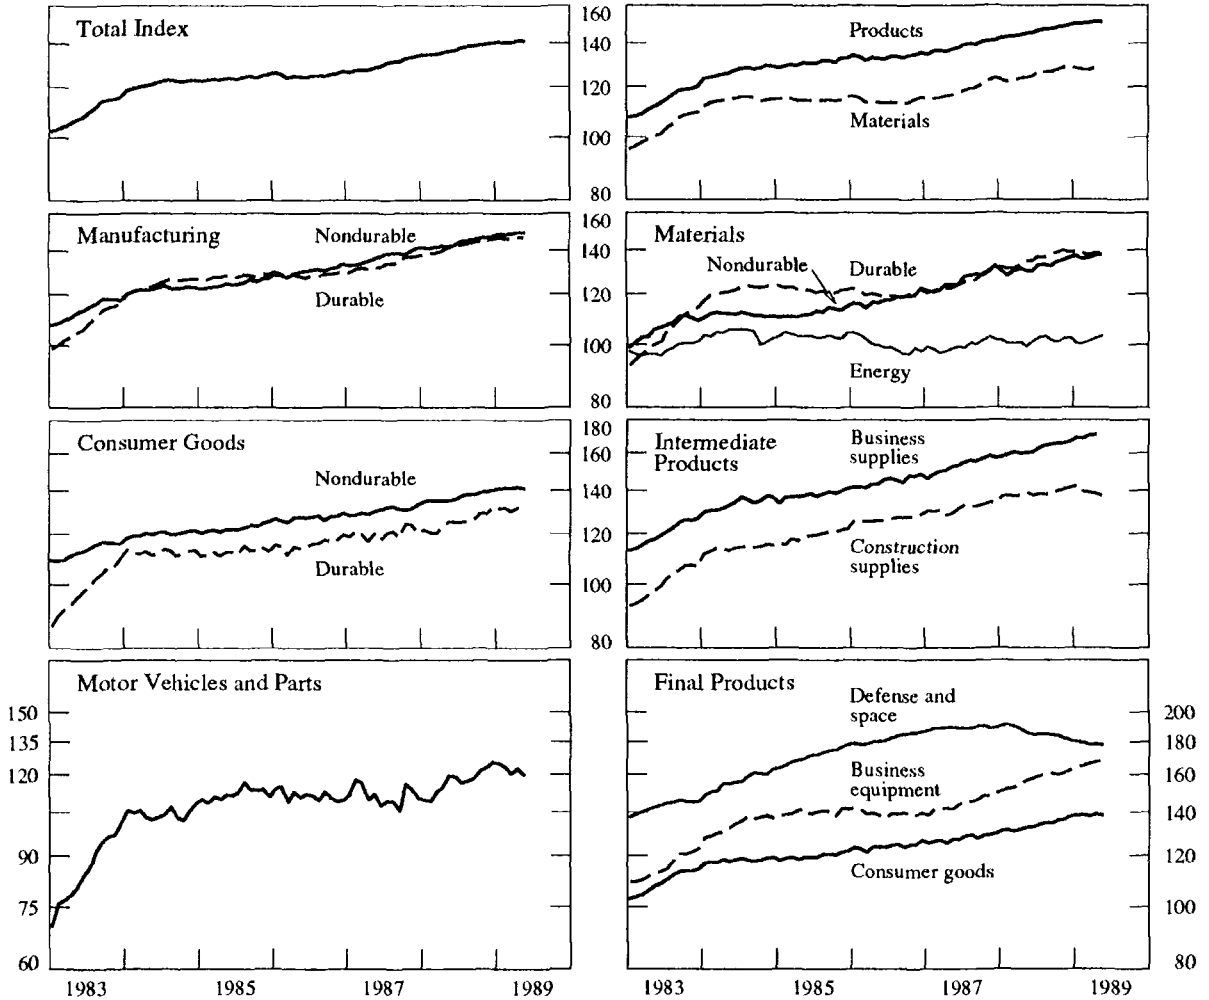 Total Index
160
140
120
100
80
Products
Materials
Manufacturing
Nondurable
Durable
160
140
120
100
80
Materials
Nondurable
Durable
Energy
Consumer Goods
Nondurable
Durable
180
160
140
120
100
80
Intermediate
Products
Business
supplies
Construction
supplies
Motor Vehicles and Parts
150
135
120
90
75
60
1983
1985
1987
1989
Final Products
Defense and
space
Business
equipment
Consumer goods
200
180
160
140
120
100
80
1983
1985
1987
1989